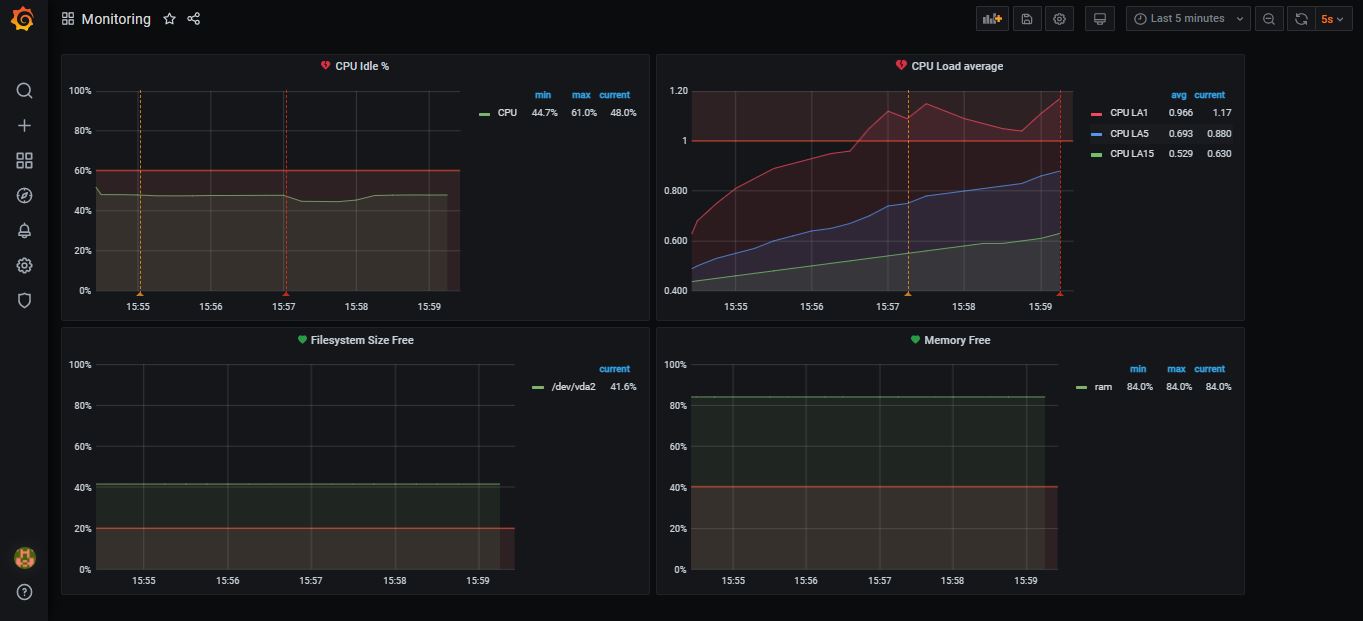 Monitoring
Last 5 minutes
5s
CPU Idle %
100%
80%
60%
40%
20%
0%
15:55 15:56 15:57 15:58 15:59
min max current
CPU 44.7% 61.0% 48.0%
CPU Load average
1.20
1
0.800
0.600
0.400
15:55 15:56 15:57 15:58 15:59
avg current
CPU LA1 0.966 1.17
CPU LA5 0.693 0.880
CPU LA15 0.529 0.630
Filesystem Size Free
100%
80%
60%
40%
20%
0%
15:55 15:56 15:57 15:58 15:59
current
/dev/vda2 41.6%
Memory Free
100%
80%
60%
40%
20%
0%
15:55 15:56 15:57 15:58 15:59
min max current
ram 84.0% 84.0% 84.0%